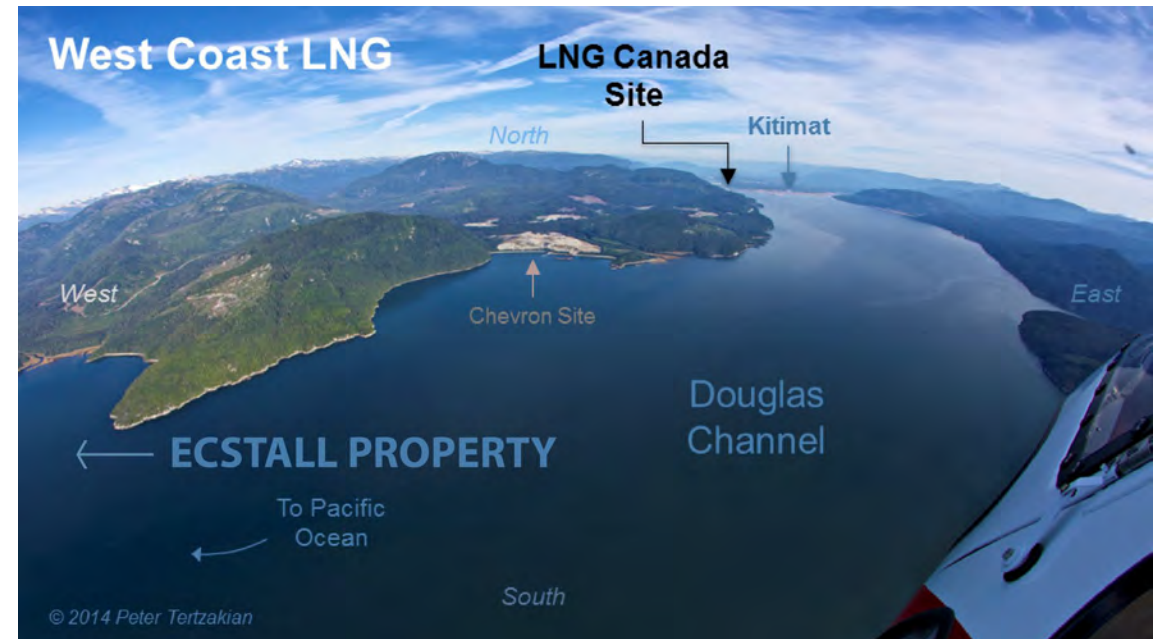 West Coast LNG
LNG Canada
Site
North
Kitimat
West
East
Chevron Site
Douglas
Channel
ECSTALL PROPERTY
To Pacific
Ocean
South
© 2014 Peter Tertzakian